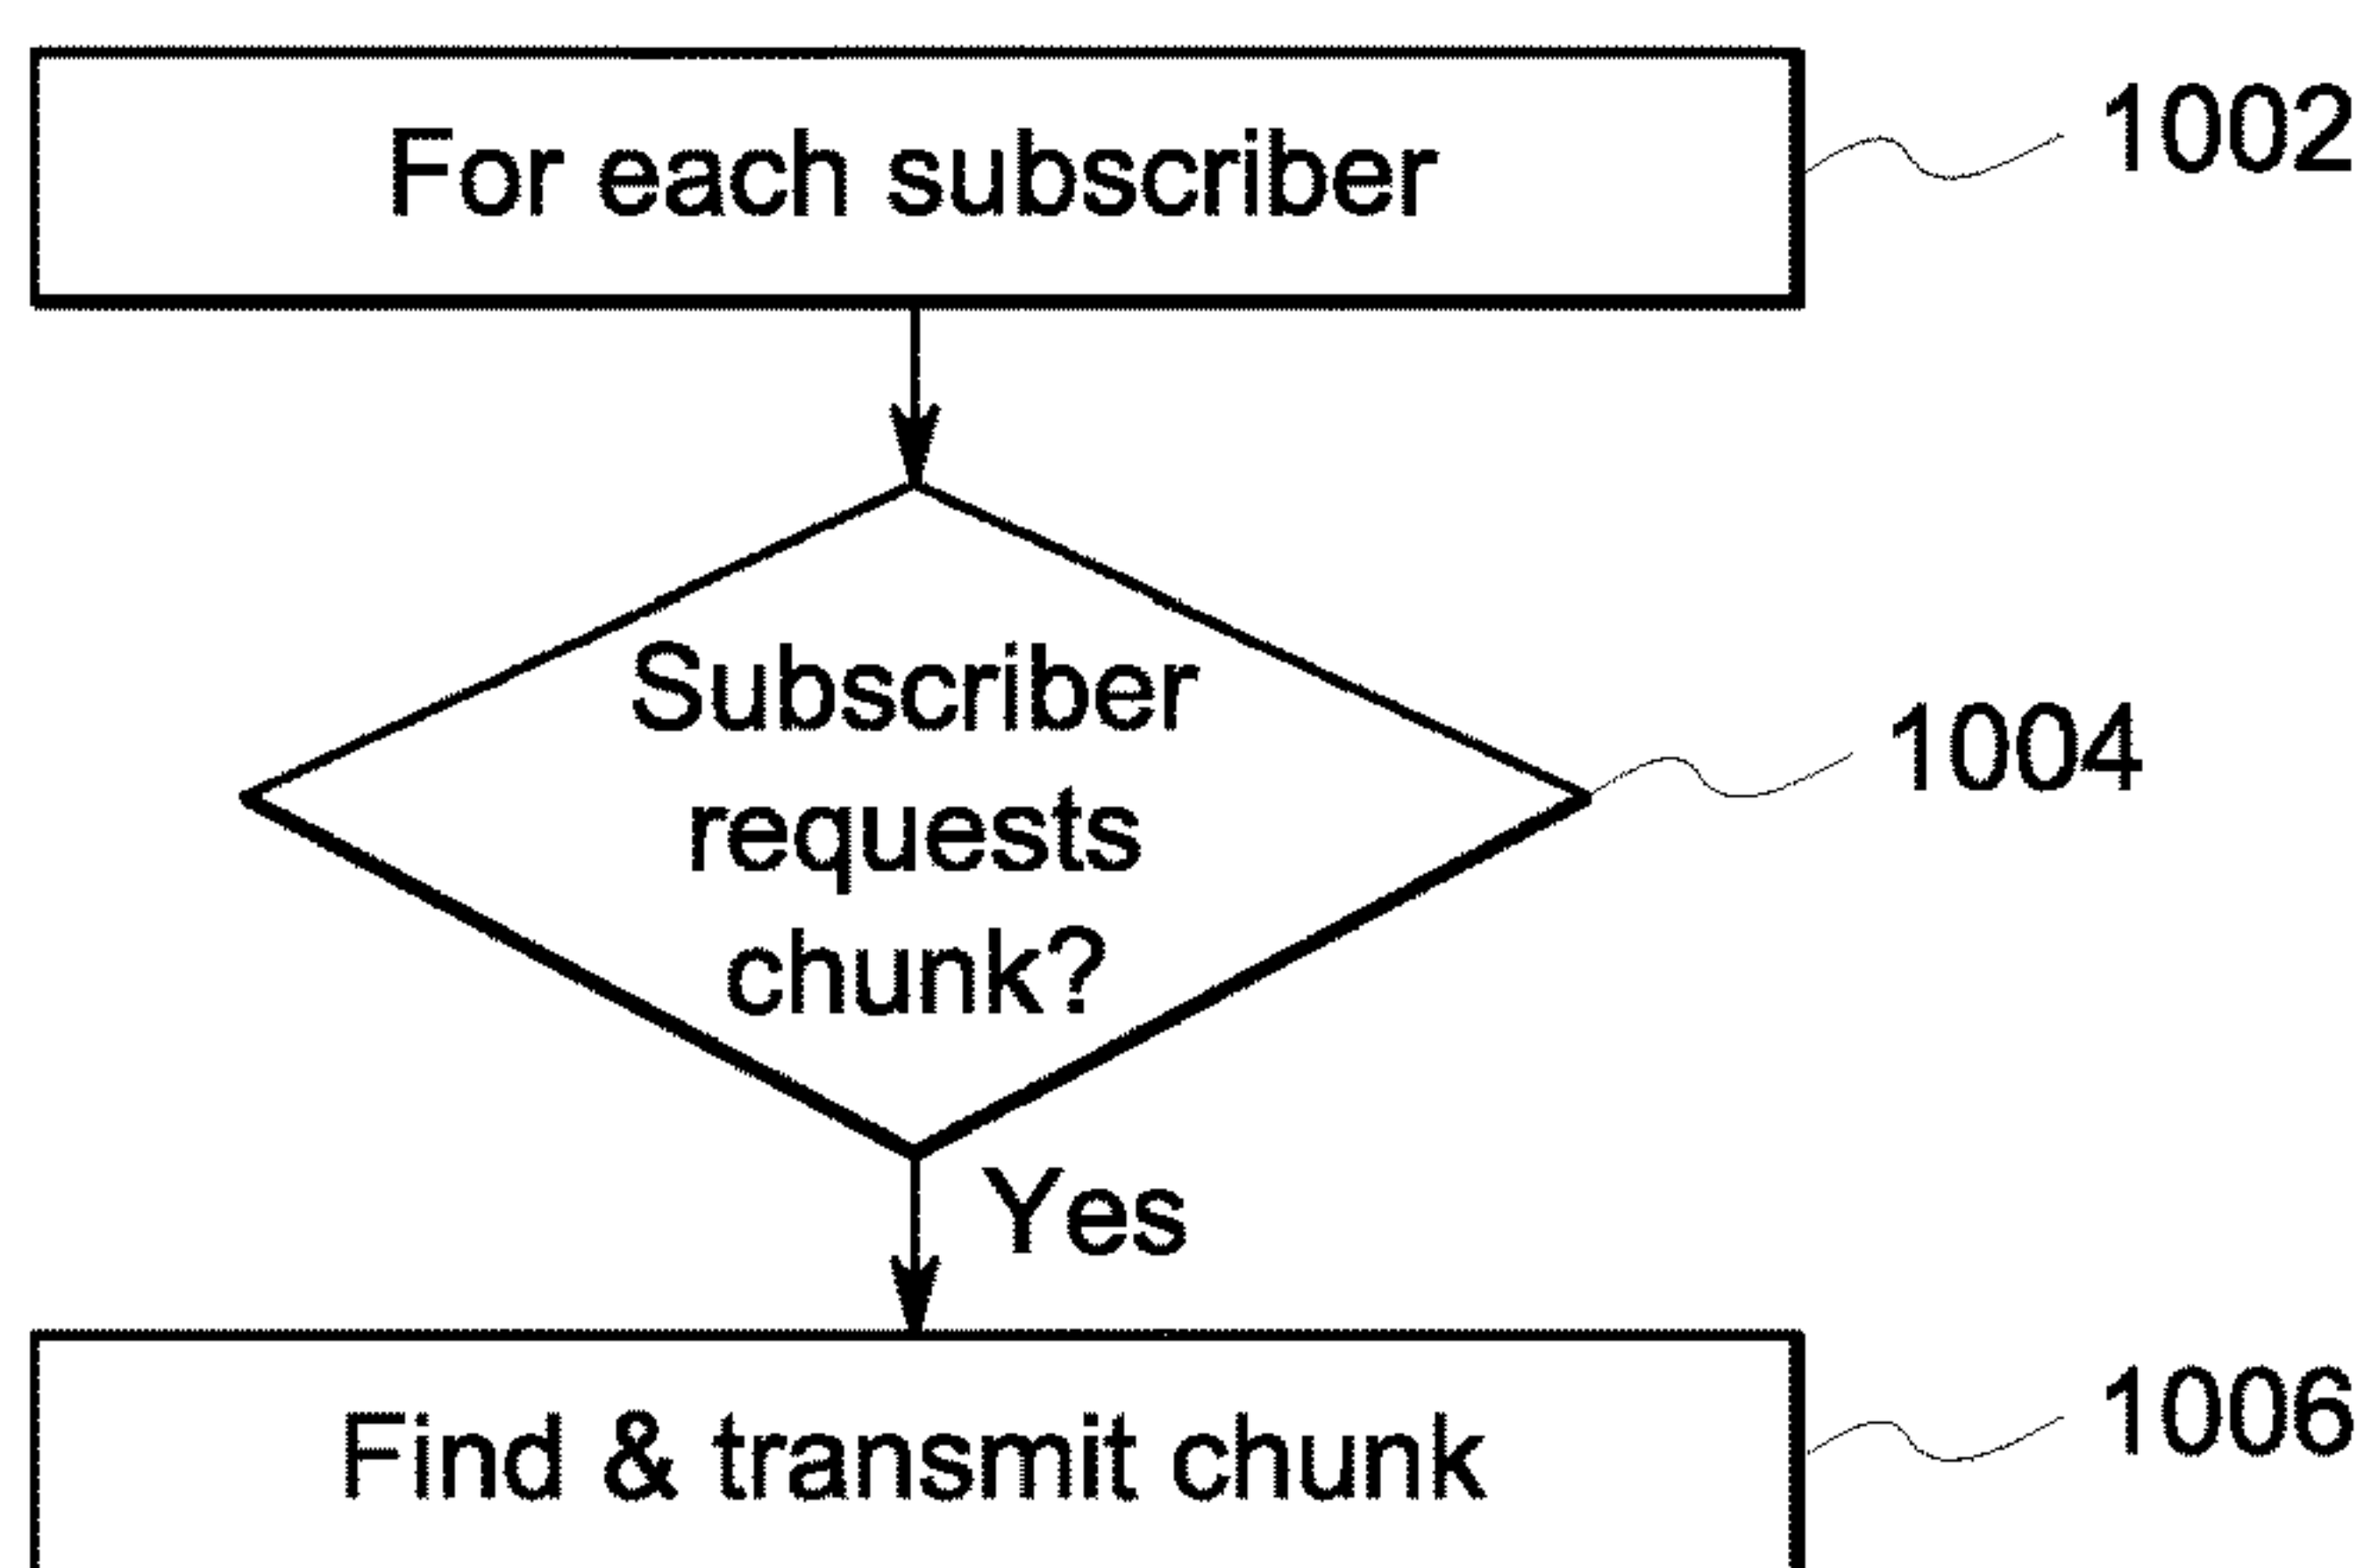 For each subscriber
1002
Subscriber
requests
chunk?
1004
Yes
Find & transmit chunk
1006